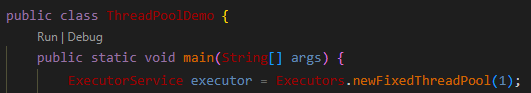 public class ThreadPoolDemo {
Run | Debug
public static void main(String[] args) {
ExecutorService executor = Executors.newFixedThreadPool(1);